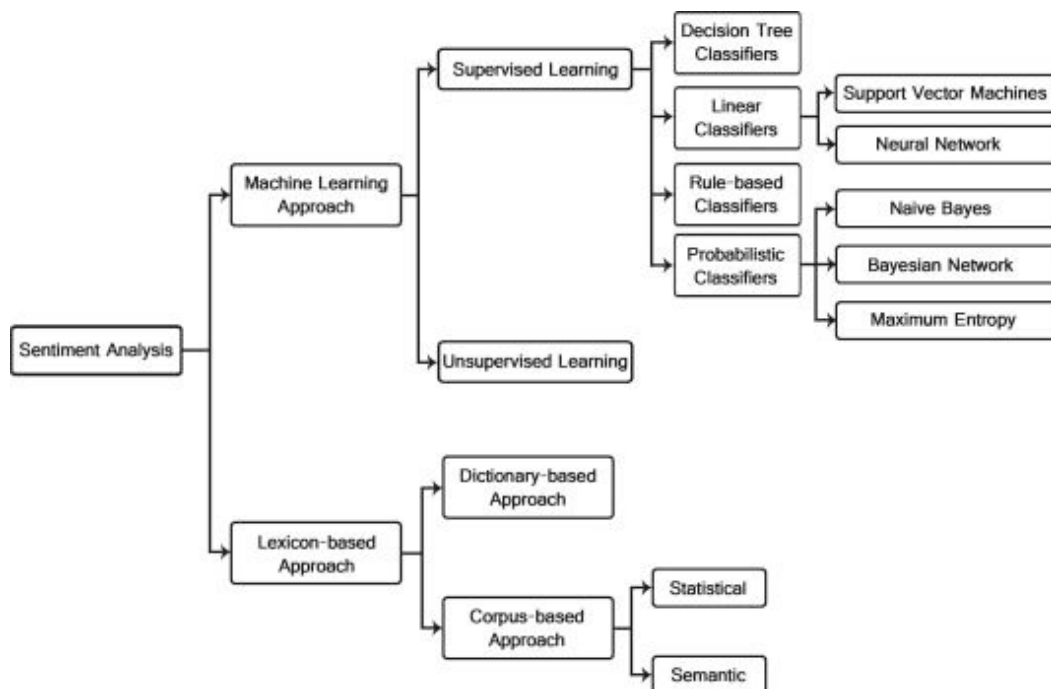 Decision Tree
Classifiers
Supervised Learning
Support Vector Machines
Linear
Classifiers
Neural Network
Machine Learning
Approach
Rule-based
Classifiers
Naive Bayes
Probabilistic
Classifiers
Bayesian Network
Maximum Entropy
Sentiment Analysis
Unsupervised Learning
Dictionary-based
Approach
Lexicon-based
Approach
Statistical
Corpus-based
Approach
Semantic